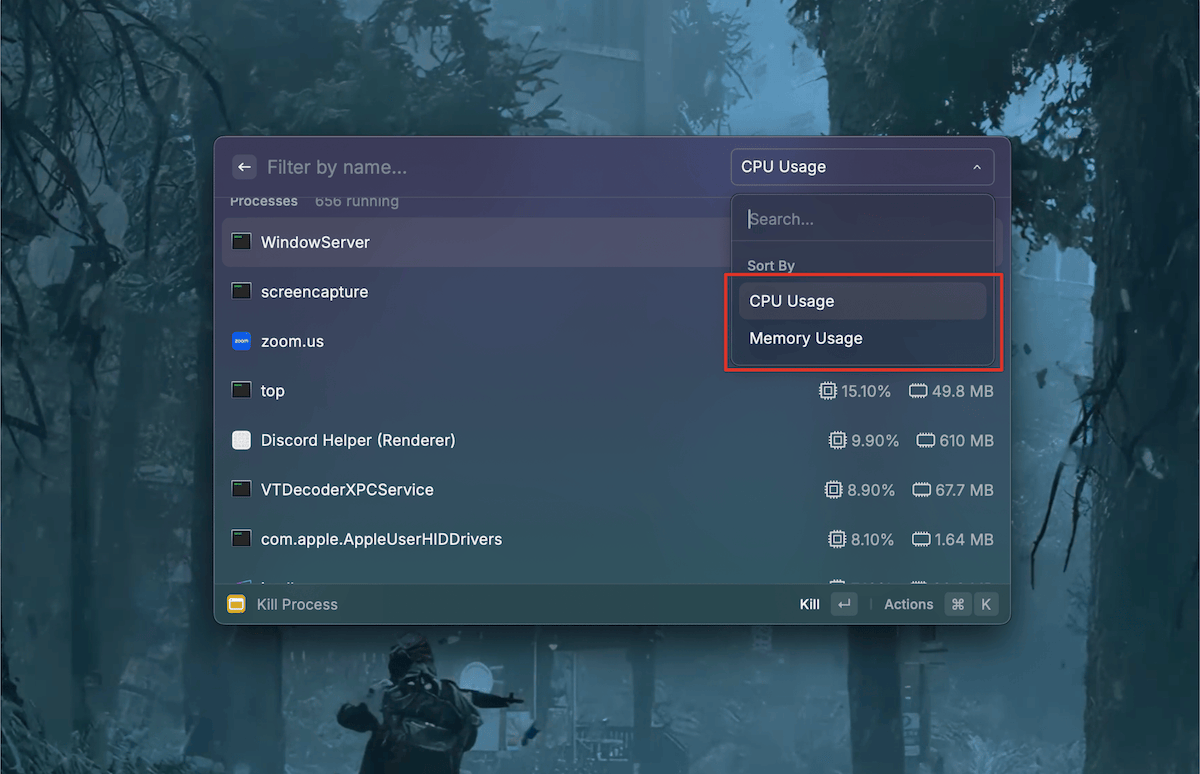 Filter by name...
CPU Usage
Processes 656 running
Search...
WindowServer
Sort By
screencapture
CPU Usage
zoom.us
Memory Usage
top 15.10% 49.8 MB
Discord Helper (Renderer) 9.90% 610 MB
VTDecoderXPCService 8.90% 67.7 MB
com.apple.AppleUserHIDDrivers 8.10% 1.64 MB
Kill Process Kill ↵ Actions ⌘ K